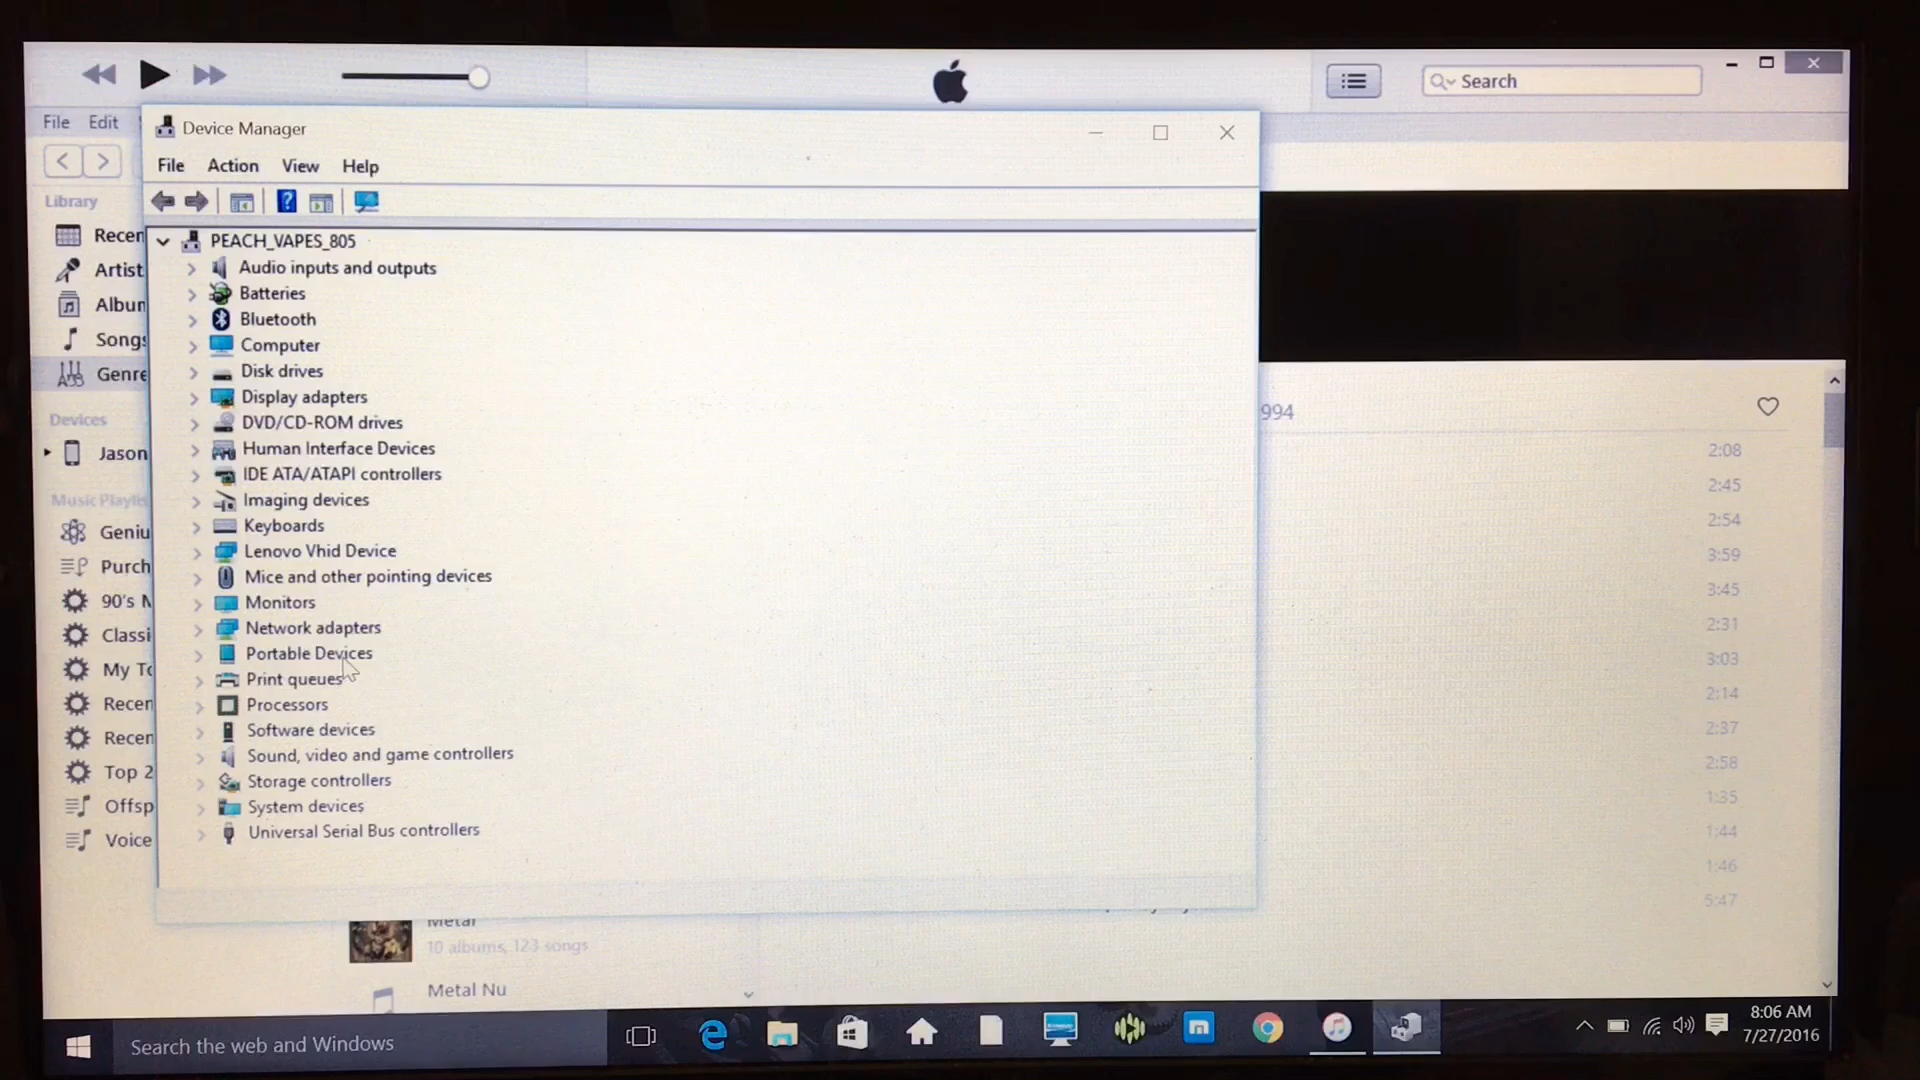 Search
File Edit
Device Manager
File Action View Help
Library
PEACH_VAPES_805
Audio inputs and outputs
Batteries
Bluetooth
Computer
Disk drives
Display adapters
DVD/CD-ROM drives
Human Interface Devices
IDE ATA/ATAPI controllers
Imaging devices
Keyboards
Lenovo Vhid Device
Mice and other pointing devices
Monitors
Network adapters
Portable Devices
Print queues
Processors
Software devices
Sound, video and game controllers
Storage controllers
System devices
Universal Serial Bus controllers
Recen
Artist
Album
Songs
Genre
Devices
Jason
Music Playlis
Geniu
Purch
90's M
Classi
My To
Recen
Recen
Top 2
Offsp
Voice
994
2:08
2:45
2:54
3:59
3:45
2:31
3:03
2:14
2:37
2:58
1:35
1:44
1:46
5:47
Metal
10 albums, 123 songs
Metal Nu
Search the web and Windows
8:06 AM
7/27/2016